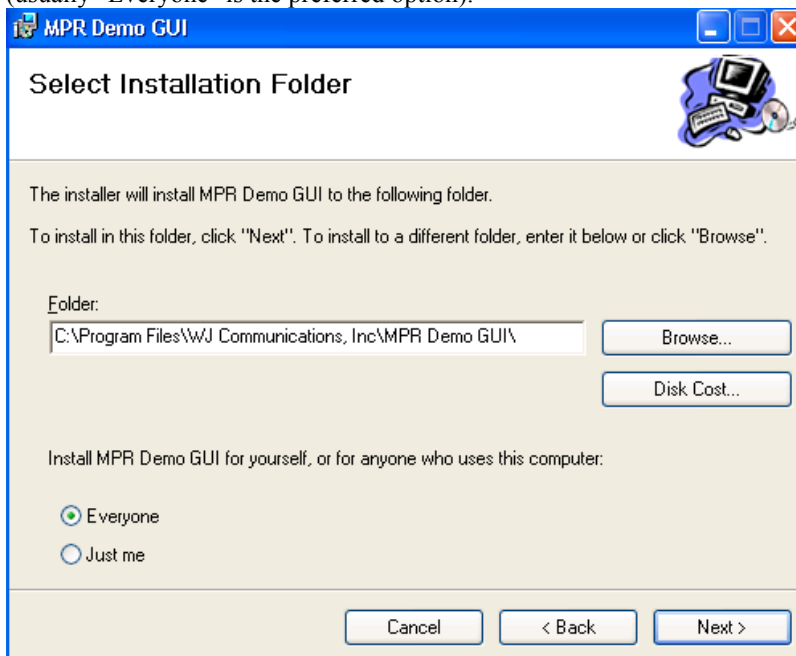 (usually "Everyone" is the preferred option).
MPR Demo GUI
Select Installation Folder
The installer will install MPR Demo GUI to the following folder.
To install in this folder, click "Next". To install to a different folder, enter it below or click "Browse".
Folder:
C:\Program Files\WJ Communications, Inc\MPR Demo GUI\
Browse...
Disk Cost...
Install MPR Demo GUI for yourself, or for anyone who uses this computer:
Everyone
Just me
Cancel
< Back
Next >